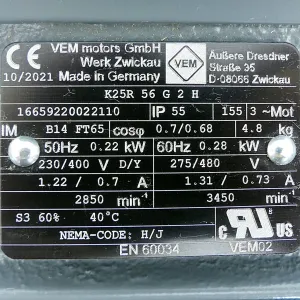 CE VEM motors GmbH VEM Äußere Dresdner
Werk Zwickau Straße 35
10/2021 Made in Germany D-08056 Zwickau
K25R 56 G 2 H
16659220022110 IP 55 155 3 ~Mot
IM B14 FT65 cosφ 0.7/0.68 4.8 kg
50Hz 0.22 kW 60Hz 0.28 kW
230/400 V D/Y 275/480 V
1.22 / 0.7 A 1.31 / 0.73 A
2850 min⁻¹ 3450 min⁻¹
S3 60% 40°C
NEMA-CODE: H/J c RU US
EN 60034 VEM02